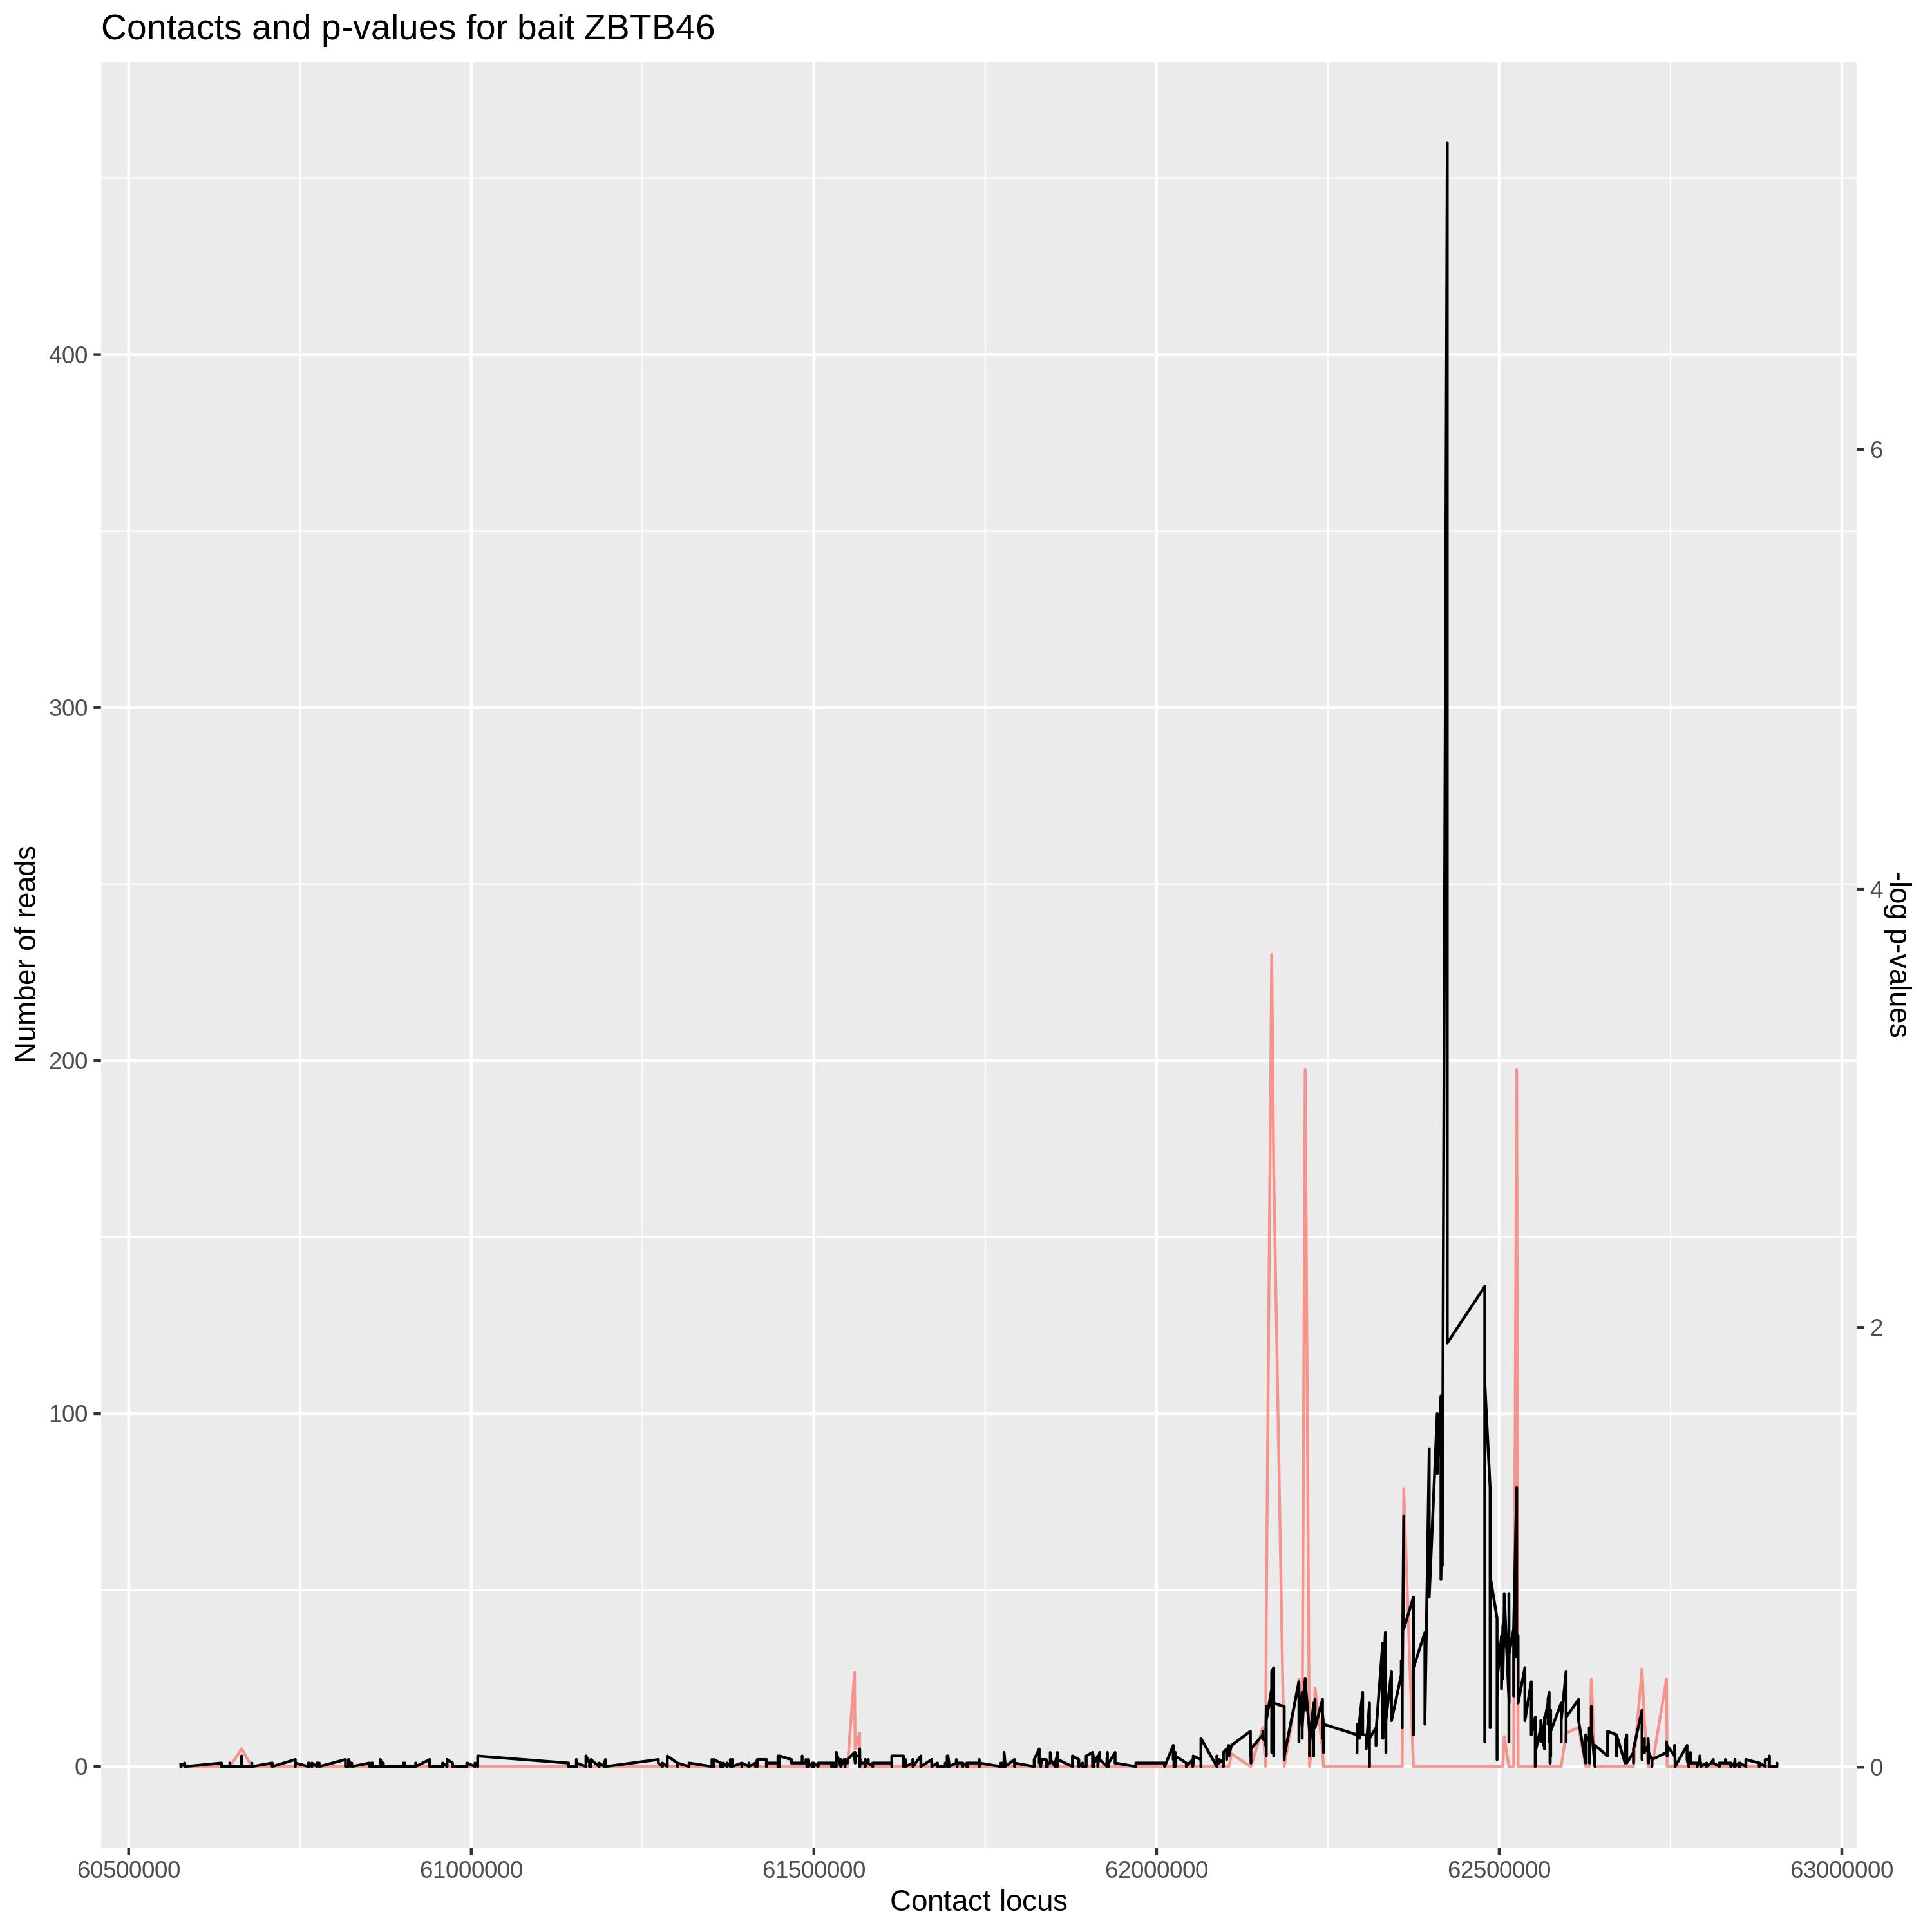 Contacts and p-values for bait ZBTB46
Number of reads
400
300
200
100
0
6
4
2
0
-log p-values
60500000 61000000 61500000 62000000 62500000 63000000
Contact locus